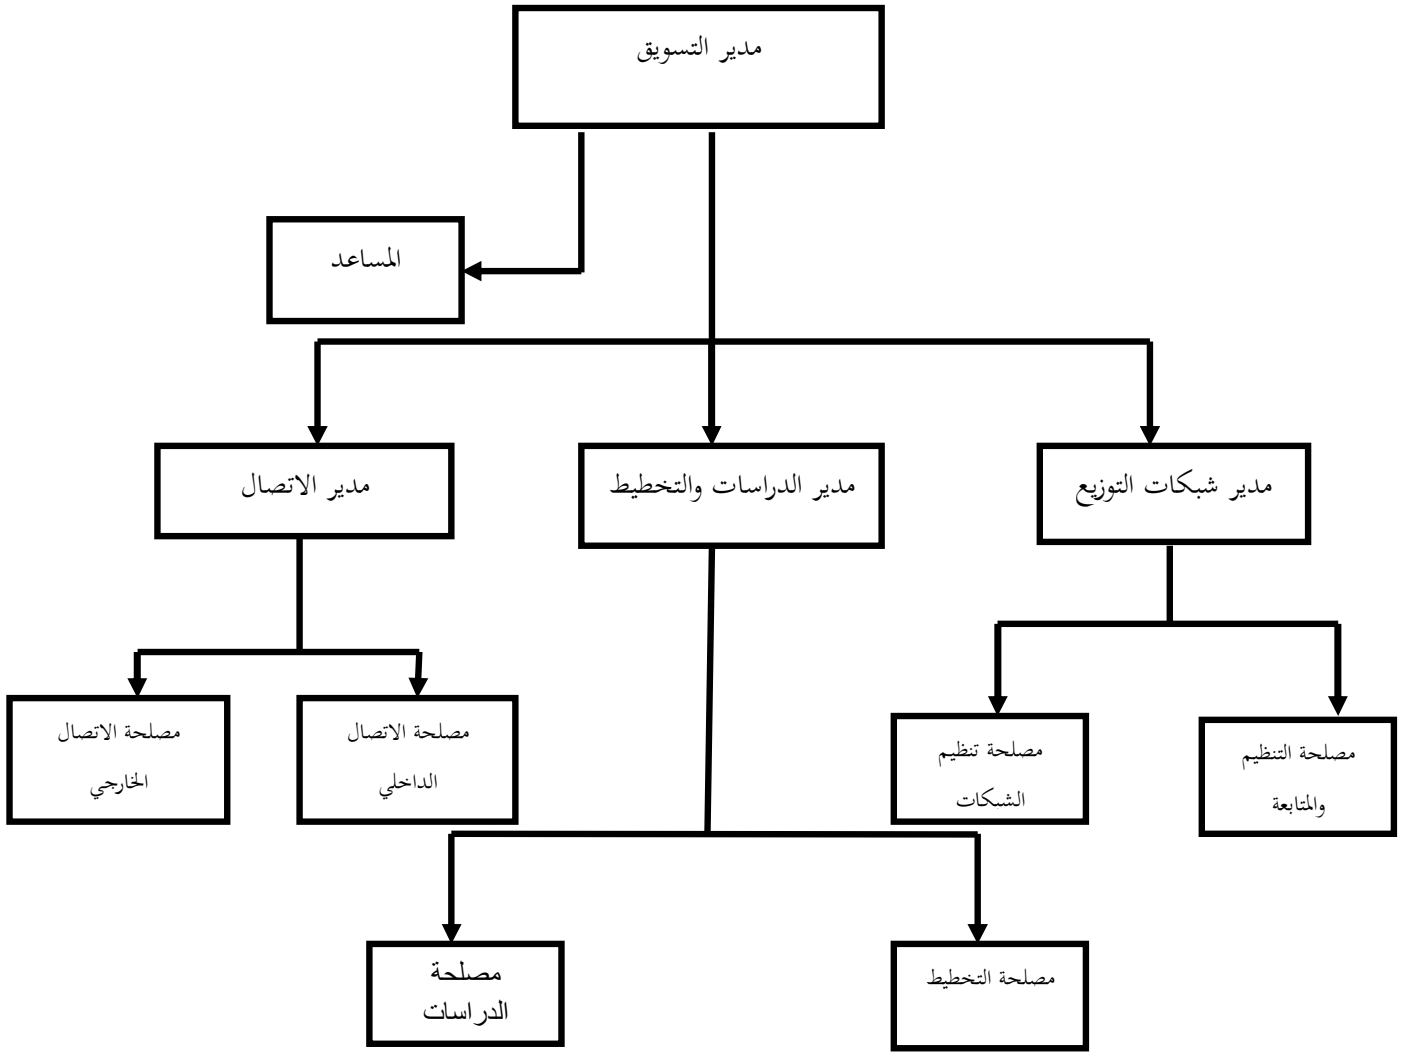 مدير التسويق
المساعد
مدير شبكات التوزيع
مدير الدراسات والتخطيط
مدير الاتصال
مصلحة التنظيم
والمتابعة
مصلحة تنظيم
الشبكات
مصلحة الاتصال
الداخلي
مصلحة الاتصال
الخارجي
مصلحة التخطيط
مصلحة
الدراسات